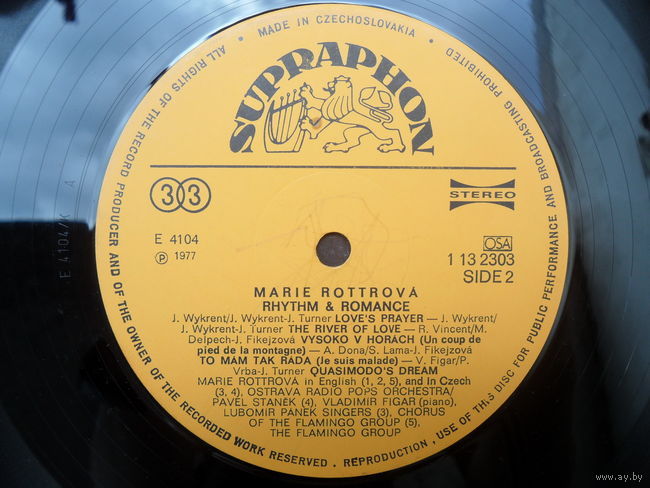 MADE IN CZECHOSLOVAKIA
ALL RIGHTS OF THE RECORD PRODUCER AND OF THE OWNER OF THE RECORDED WORK RESERVED. REPRODUCTION, USE OF THIS DISC FOR PUBLIC PERFORMANCE AND BROADCASTING PROHIBITED
SUPRAPHON
33
STEREO
E 4104
OSA
℗ 1977
1 13 2303
SIDE 2
E 4104/K A
MARIE ROTTROVÁ
RHYTHM & ROMANCE
J. Wykrent/J. Wykrent-J. Turner LOVE'S PRAYER — J. Wykrent/
J. Wykrent-J. Turner THE RIVER OF LOVE — R. Vincent/M.
Delpech-J. Fikejzová VYSOKO V HORÁCH (Un coup de
pied de la montagne) — A. Dona/S. Lama-J. Fikejzová
TO MÁM TAK RÁDA (Je suis malade) — V. Figar/P.
Vrba-J. Turner QUASIMODO'S DREAM
MARIE ROTTROVÁ in English (1, 2, 5), and In Czech
(3, 4), OSTRAVA RADIO POPS ORCHESTRA/
PAVEL STANĚK (4), VLADIMÍR FIGAR (piano),
LUBOMÍR PÁNEK SINGERS (3), CHORUS
OF THE FLAMINGO GROUP (5),
THE FLAMINGO GROUP
www.ay.by